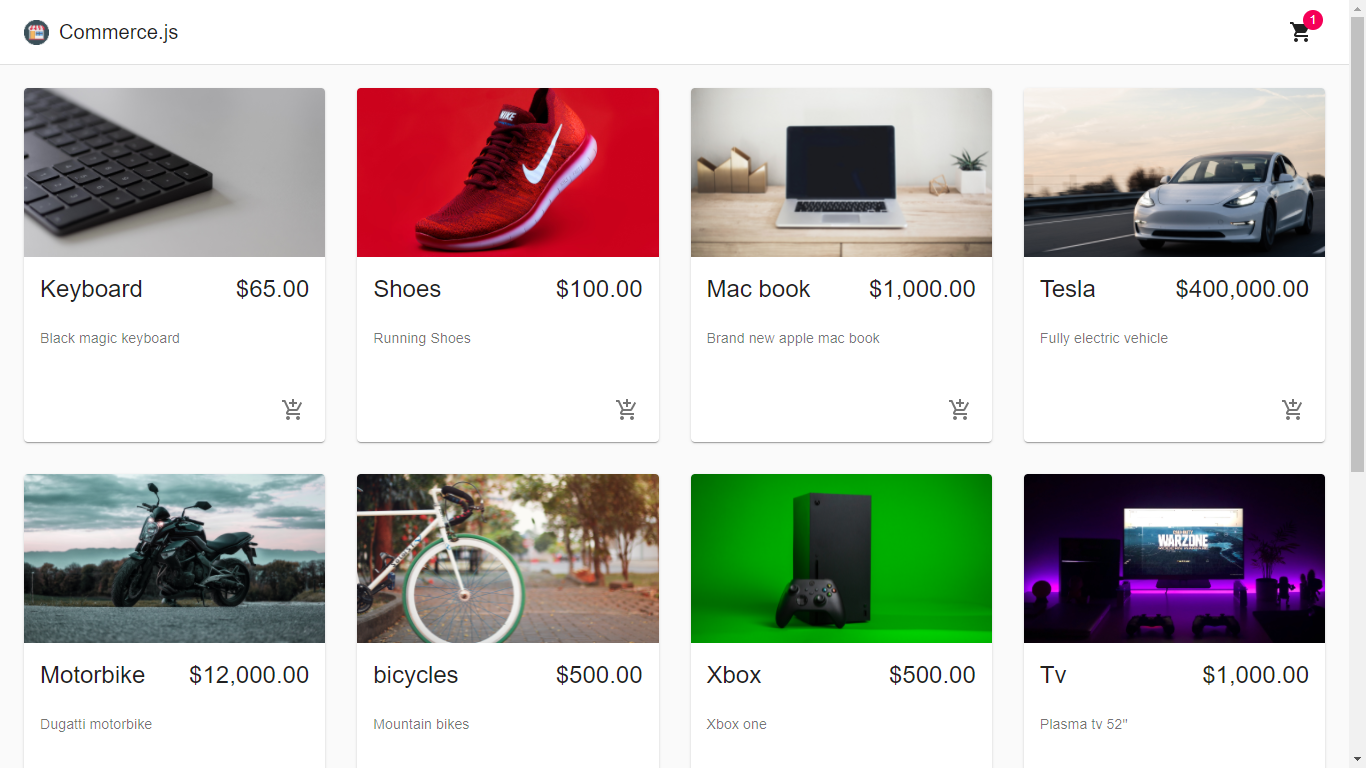 Commerce.js
1
NIKE
Keyboard $65.00
Black magic keyboard
Shoes $100.00
Running Shoes
Mac book $1,000.00
Brand new apple mac book
Tesla $400,000.00
Fully electric vehicle
WARZONE
Motorbike $12,000.00
Dugatti motorbike
bicycles $500.00
Mountain bikes
Xbox $500.00
Xbox one
Tv $1,000.00
Plasma tv 52"